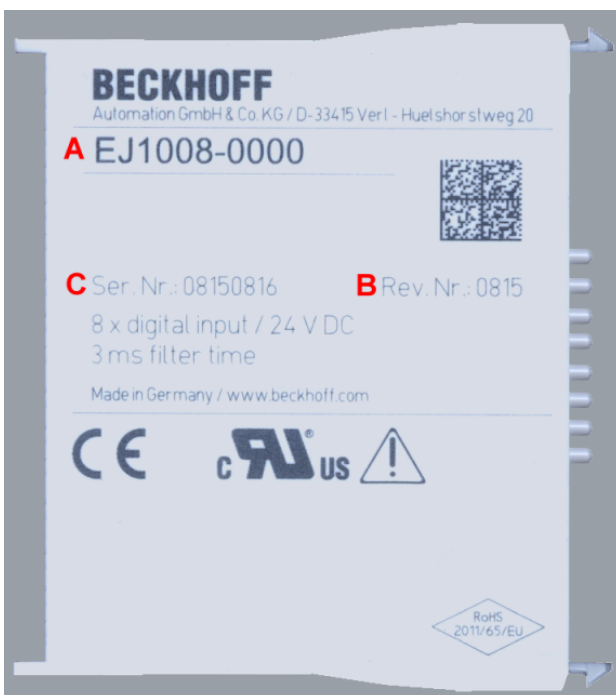 BECKHOFF
Automation GmbH & Co. KG / D-33415 Verl - Huelshorstweg 20
A EJ1008-0000
C Ser. Nr.: 08150816 B Rev. Nr.: 0815
8 x digital input / 24 V DC
3 ms filter time
Made in Germany / www.beckhoff.com
CE c RU ® US
RoHS
2011/65/EU